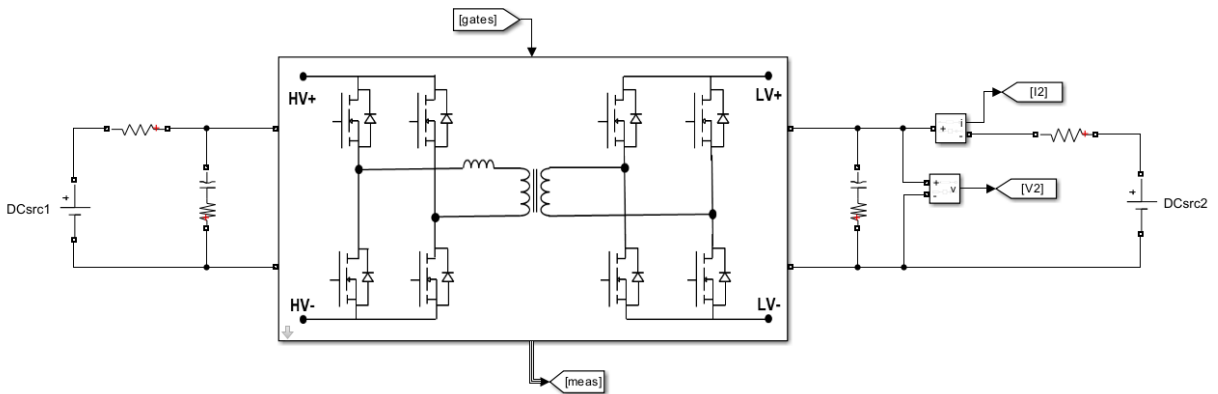 [gates]
HV+
LV+
[I2]
i
+
-
+
DCsrc1
+
-
v
[V2]
+
DCsrc2
HV-
LV-
[meas]